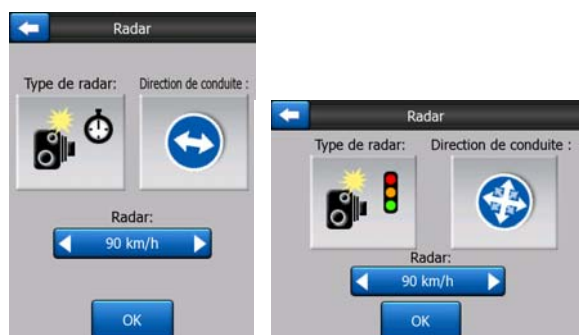 Radar
Type de radar: Direction de conduite :
Radar:
90 km/h
OK
Radar
Type de radar: Direction de conduite :
Radar:
90 km/h
OK